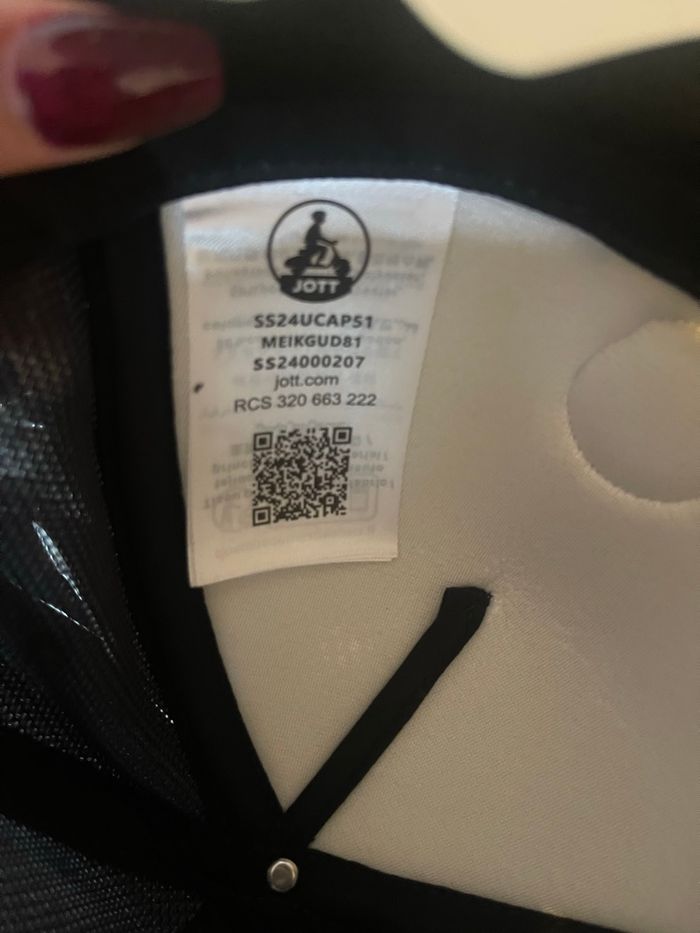 JOTT
SS24UCAPS1
MEIKGUD81
SS24000207
jott.com
RCS 320 663 222